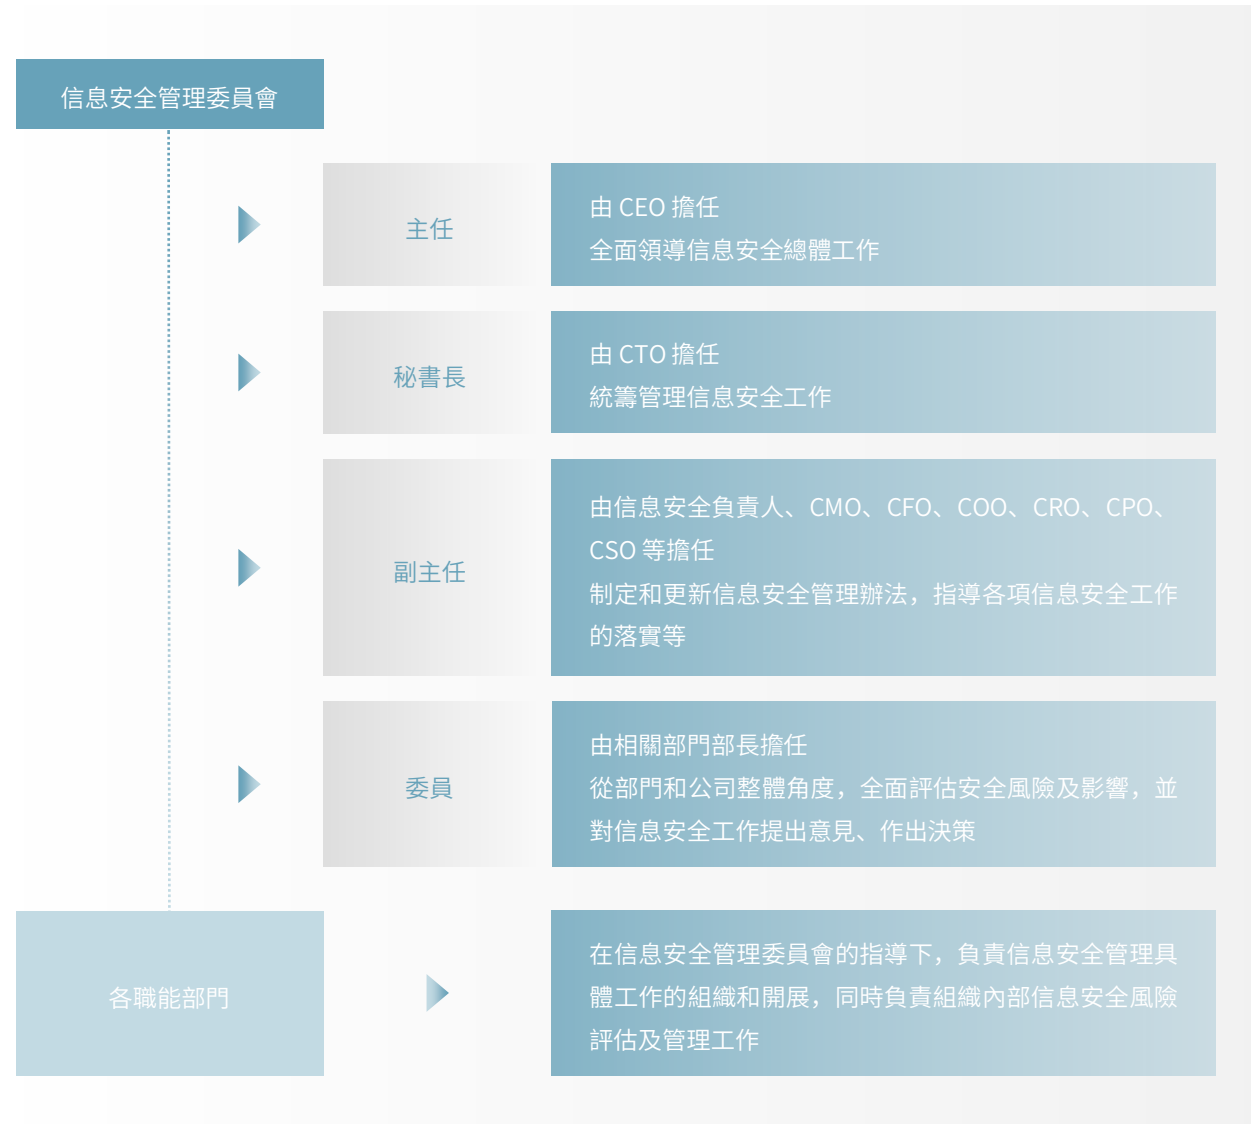 信息安全管理委員會
主任
由 CEO 擔任
全面領導信息安全總體工作
秘書長
由 CTO 擔任
統籌管理信息安全工作
副主任
由信息安全負責人、CMO、CFO、COO、CRO、CPO、
CSO 等擔任
制定和更新信息安全管理辦法，指導各項信息安全工作
的落實等
委員
由相關部門部長擔任
從部門和公司整體角度，全面評估安全風險及影響，並
對信息安全工作提出意見、作出決策
各職能部門
在信息安全管理委員會的指導下，負責信息安全管理具
體工作的組織和開展，同時負責組織內部信息安全風險
評估及管理工作